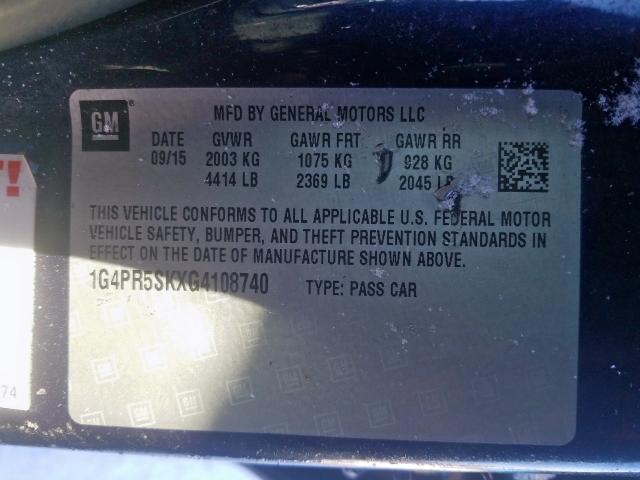 GM
MFD BY GENERAL MOTORS LLC
DATE GVWR GAWR FRT GAWR RR
09/15 2003 KG 1075 KG 928 KG
4414 LB 2369 LB 2045 LB
THIS VEHICLE CONFORMS TO ALL APPLICABLE U.S. FEDERAL MOTOR
VEHICLE SAFETY, BUMPER, AND THEFT PREVENTION STANDARDS IN
EFFECT ON THE DATE OF MANUFACTURE SHOWN ABOVE.
1G4PR5SKXG4108740 TYPE: PASS CAR
74